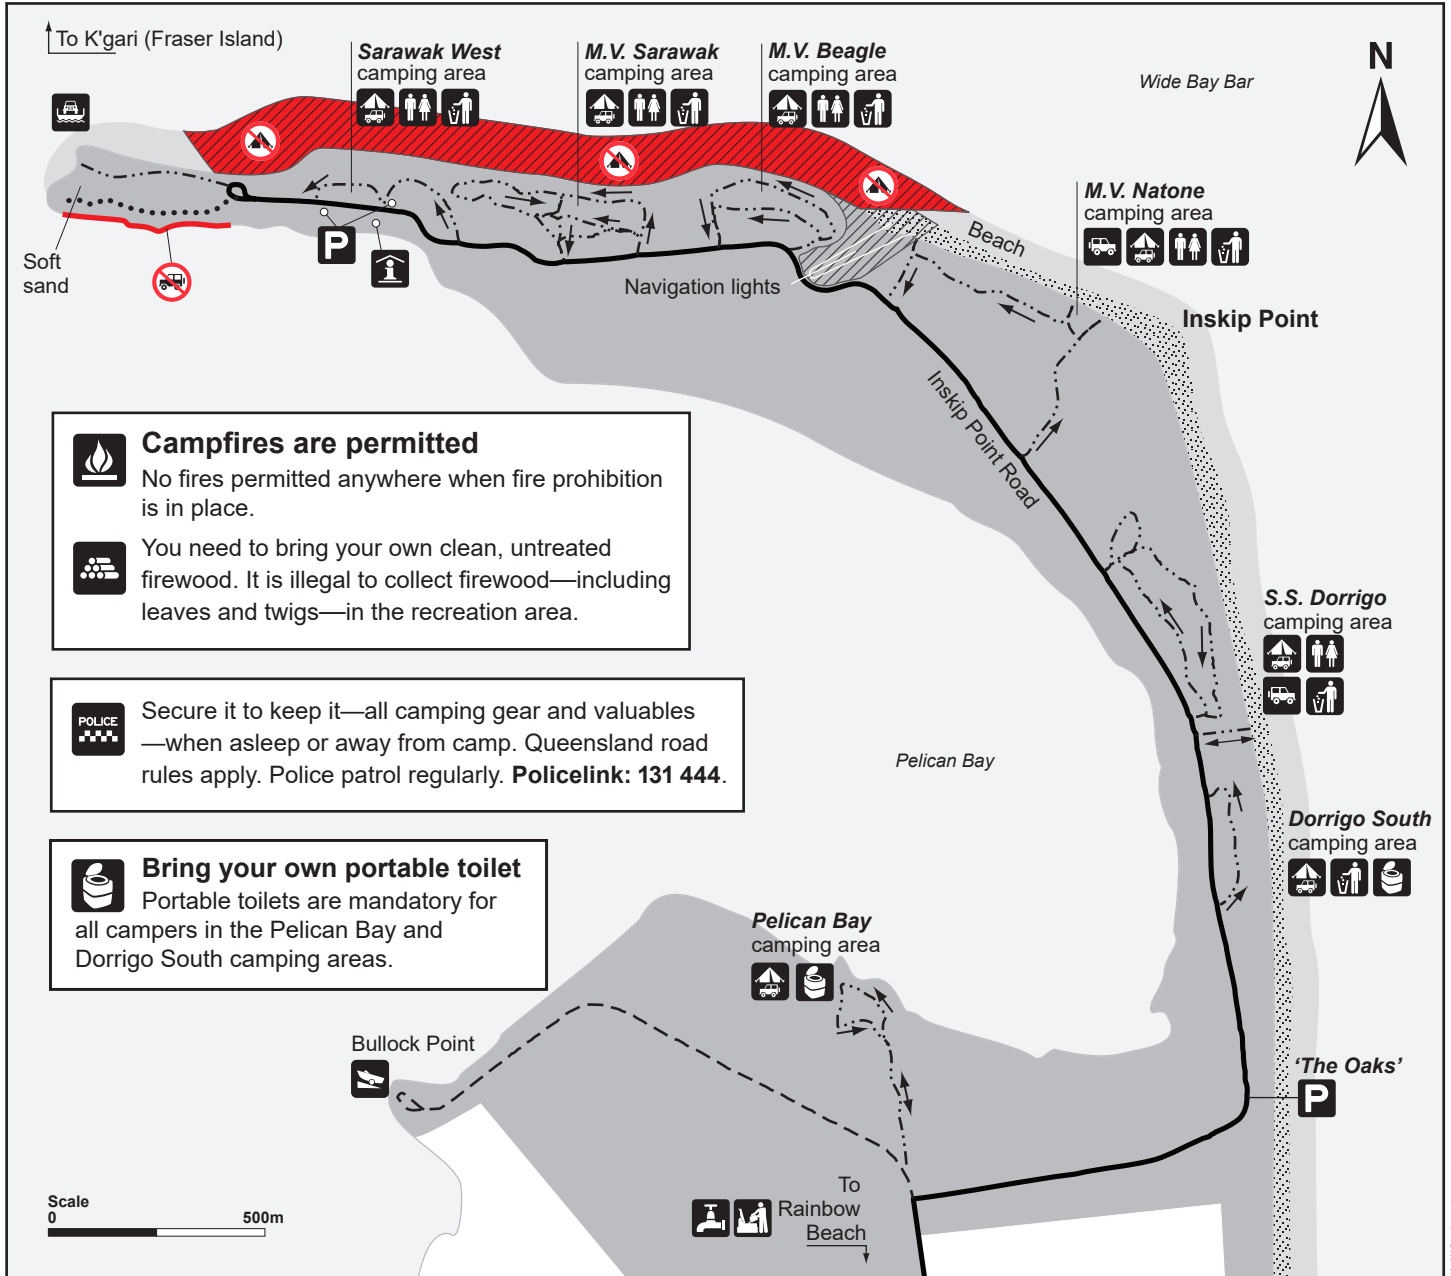 To K'gari (Fraser Island)
Sarawak West
camping area
M.V. Sarawak
camping area
M.V. Beagle
camping area
Wide Bay Bar
N
M.V. Natone
camping area
Beach
Soft
sand
P
Navigation lights
Inskip Point
Inskip Point Road
Campfires are permitted
No fires permitted anywhere when fire prohibition
is in place.
You need to bring your own clean, untreated
firewood. It is illegal to collect firewood—including
leaves and twigs—in the recreation area.
S.S. Dorrigo
camping area
POLICE
Secure it to keep it—all camping gear and valuables
—when asleep or away from camp. Queensland road
rules apply. Police patrol regularly. Policelink: 131 444.
Pelican Bay
Dorrigo South
camping area
Bring your own portable toilet
Portable toilets are mandatory for
all campers in the Pelican Bay and
Dorrigo South camping areas.
Pelican Bay
camping area
Bullock Point
'The Oaks'
P
To
Rainbow
Beach
Scale
0 500m